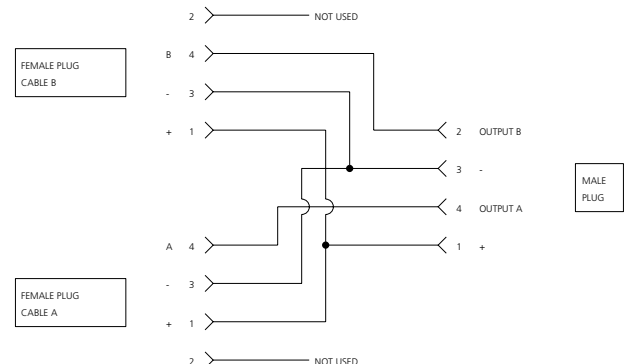 2 NOT USED
B 4
FEMALE PLUG
CABLE B
- 3
+ 1
2 OUTPUT B
3 -
MALE
PLUG
4 OUTPUT A
A 4
1 +
- 3
FEMALE PLUG
CABLE A
+ 1
2 NOT USED